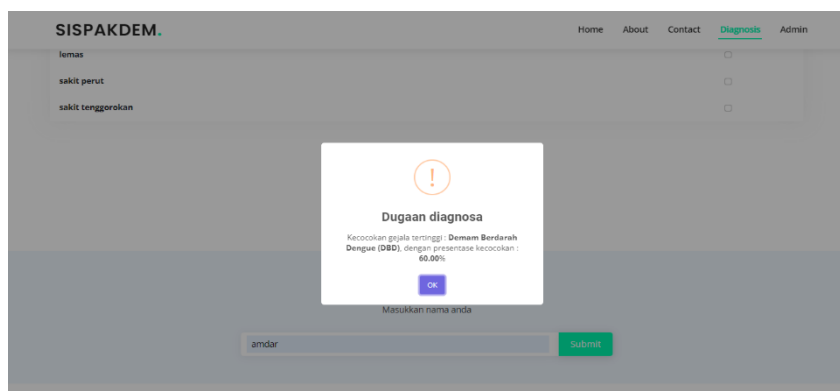 SISPAKDEM.
Home About Contact Diagnosis Admin
lemas
sakit perut
sakit tenggorokan
!
Dugaan diagnosa
Kecocokan gejala tertinggi : Demam Berdarah
Dengue (DBD), dengan presentase kecocokan :
60.00%
OK
Masukkan nama anda
amdar
Submit